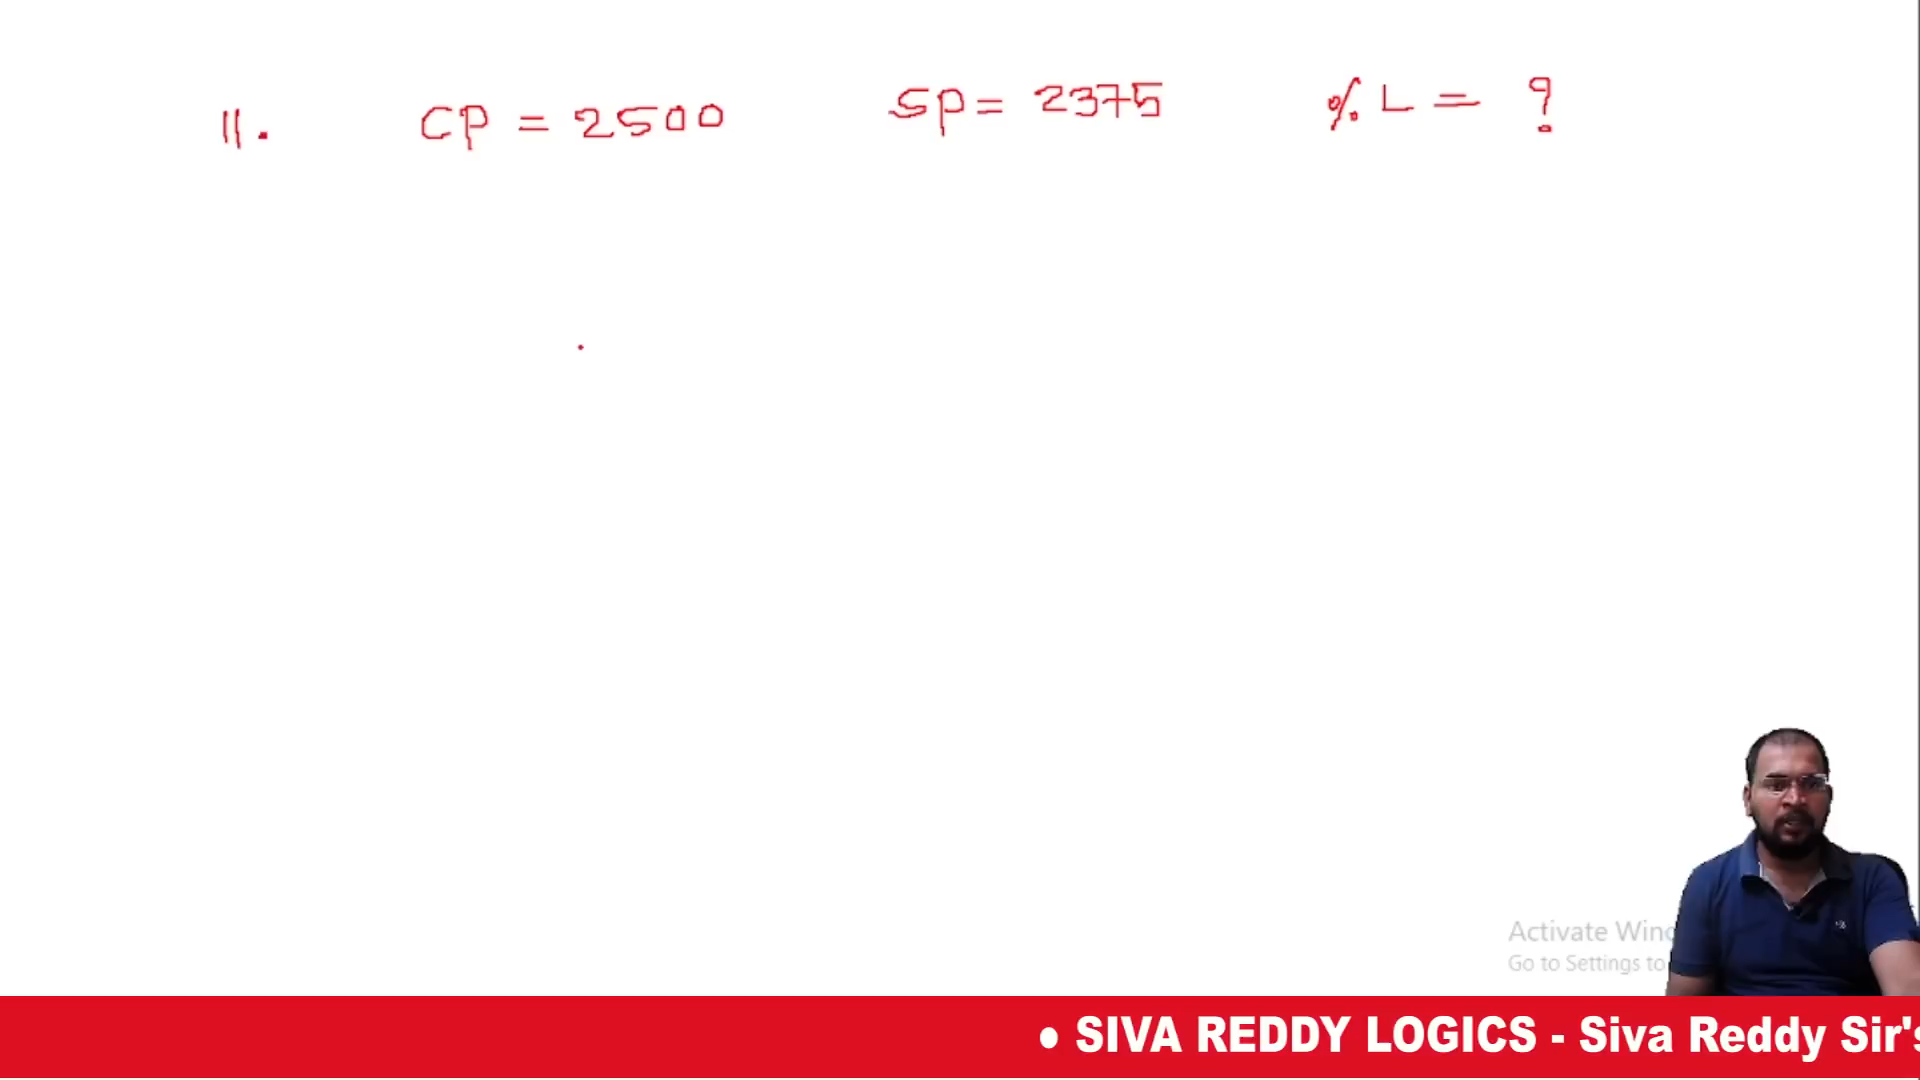 11. CP = 2500 SP = 2375 % L = ?
Activate Wind
Go to Settings to
• SIVA REDDY LOGICS - Siva Reddy Sir's